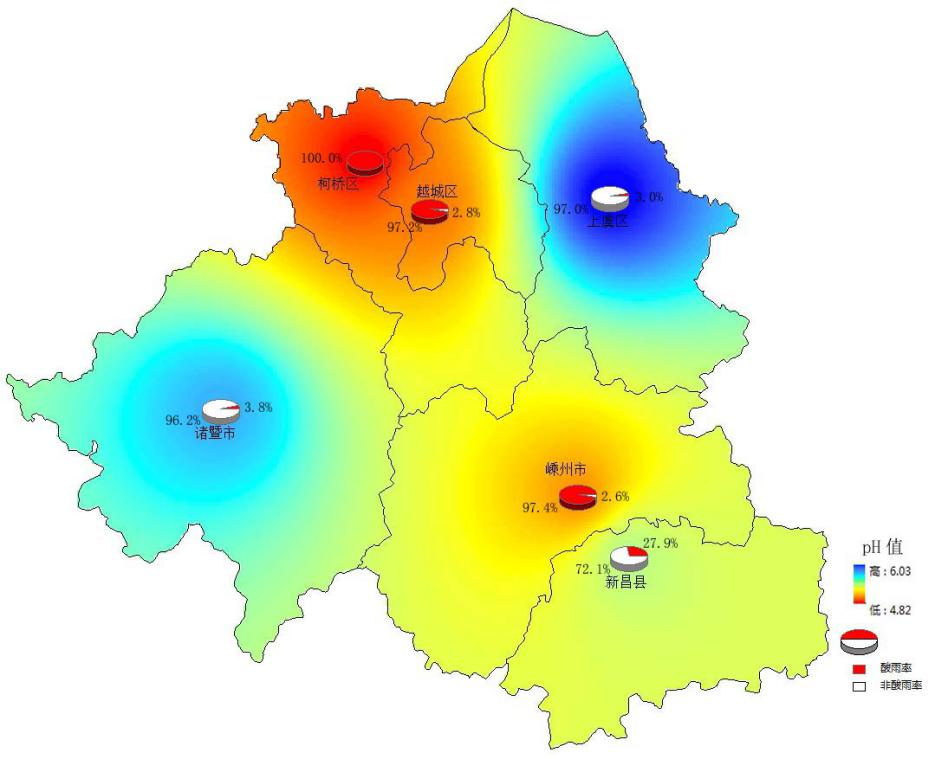 100.0%
柯桥区
越城区
2.8%
97.2%
3.0%
97.0%
上虞区
3.8%
96.2%
诸暨市
嵊州市
2.6%
97.4%
27.9%
72.1%
新昌县
pH 值
高 : 6.03
低 : 4.82
酸雨率
非酸雨率